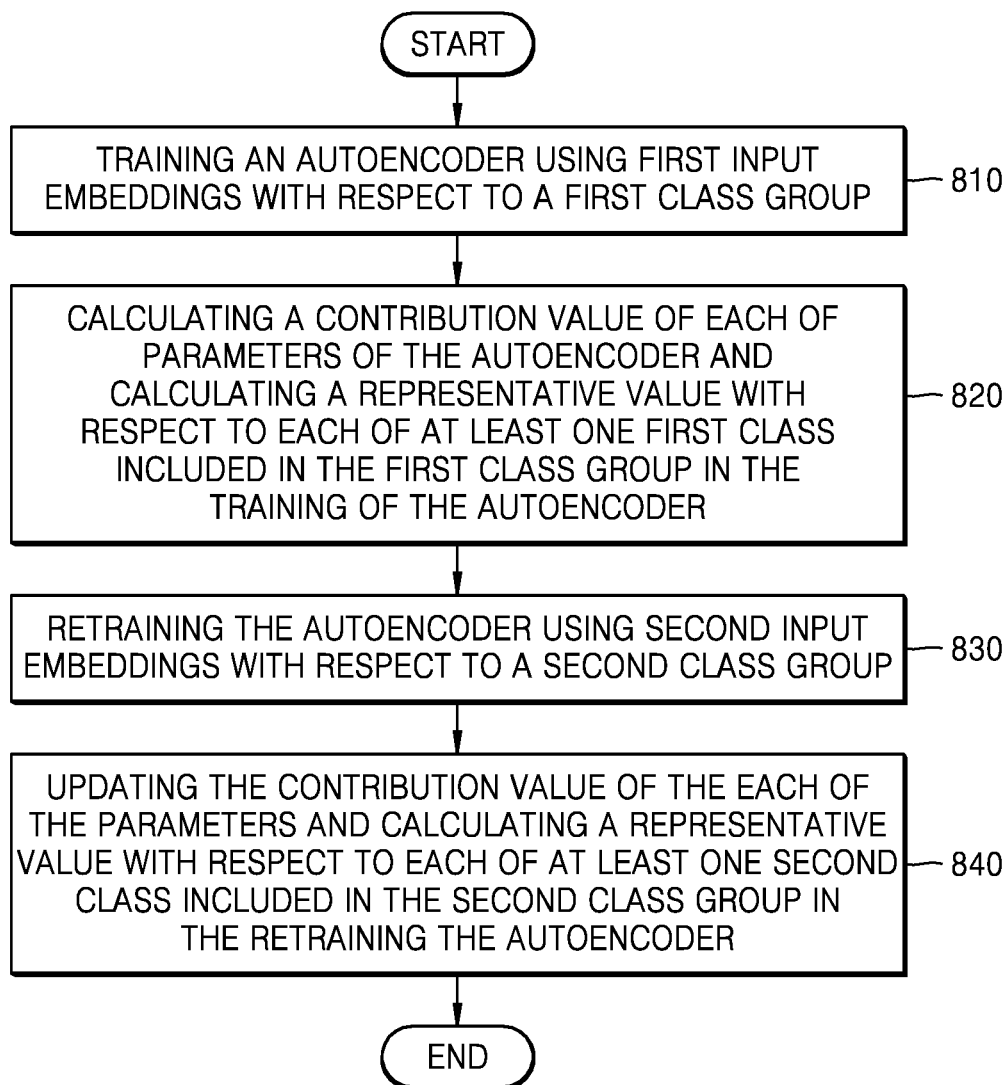 START
TRAINING AN AUTOENCODER USING FIRST INPUT
EMBEDDINGS WITH RESPECT TO A FIRST CLASS GROUP
810
CALCULATING A CONTRIBUTION VALUE OF EACH OF
PARAMETERS OF THE AUTOENCODER AND
CALCULATING A REPRESENTATIVE VALUE WITH
RESPECT TO EACH OF AT LEAST ONE FIRST CLASS
INCLUDED IN THE FIRST CLASS GROUP IN THE
TRAINING OF THE AUTOENCODER
820
RETRAINING THE AUTOENCODER USING SECOND INPUT
EMBEDDINGS WITH RESPECT TO A SECOND CLASS GROUP
830
UPDATING THE CONTRIBUTION VALUE OF THE EACH OF
THE PARAMETERS AND CALCULATING A REPRESENTATIVE
VALUE WITH RESPECT TO EACH OF AT LEAST ONE SECOND
CLASS INCLUDED IN THE SECOND CLASS GROUP IN
THE RETRAINING THE AUTOENCODER
840
END